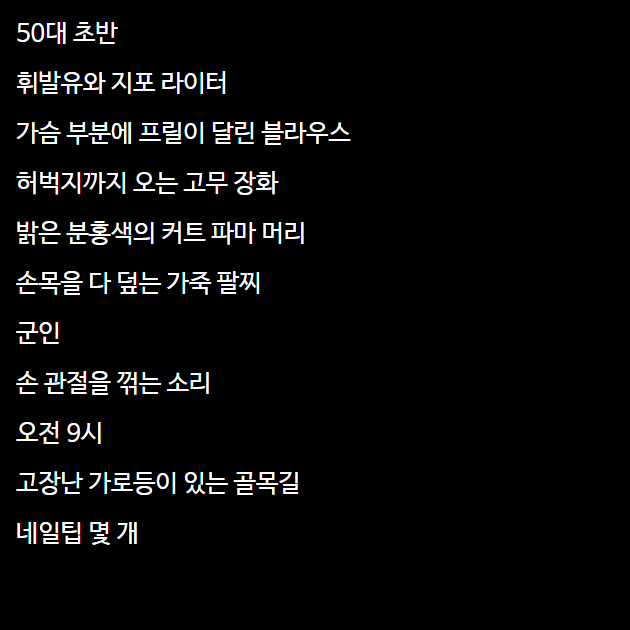 50대 초반
휘발유와 지포 라이터
가슴 부분에 프릴이 달린 블라우스
허벅지까지 오는 고무 장화
밝은 분홍색의 커트 파마 머리
손목을 다 덮는 가죽 팔찌
군인
손 관절을 꺾는 소리
오전 9시
고장난 가로등이 있는 골목길
네일팁 몇 개